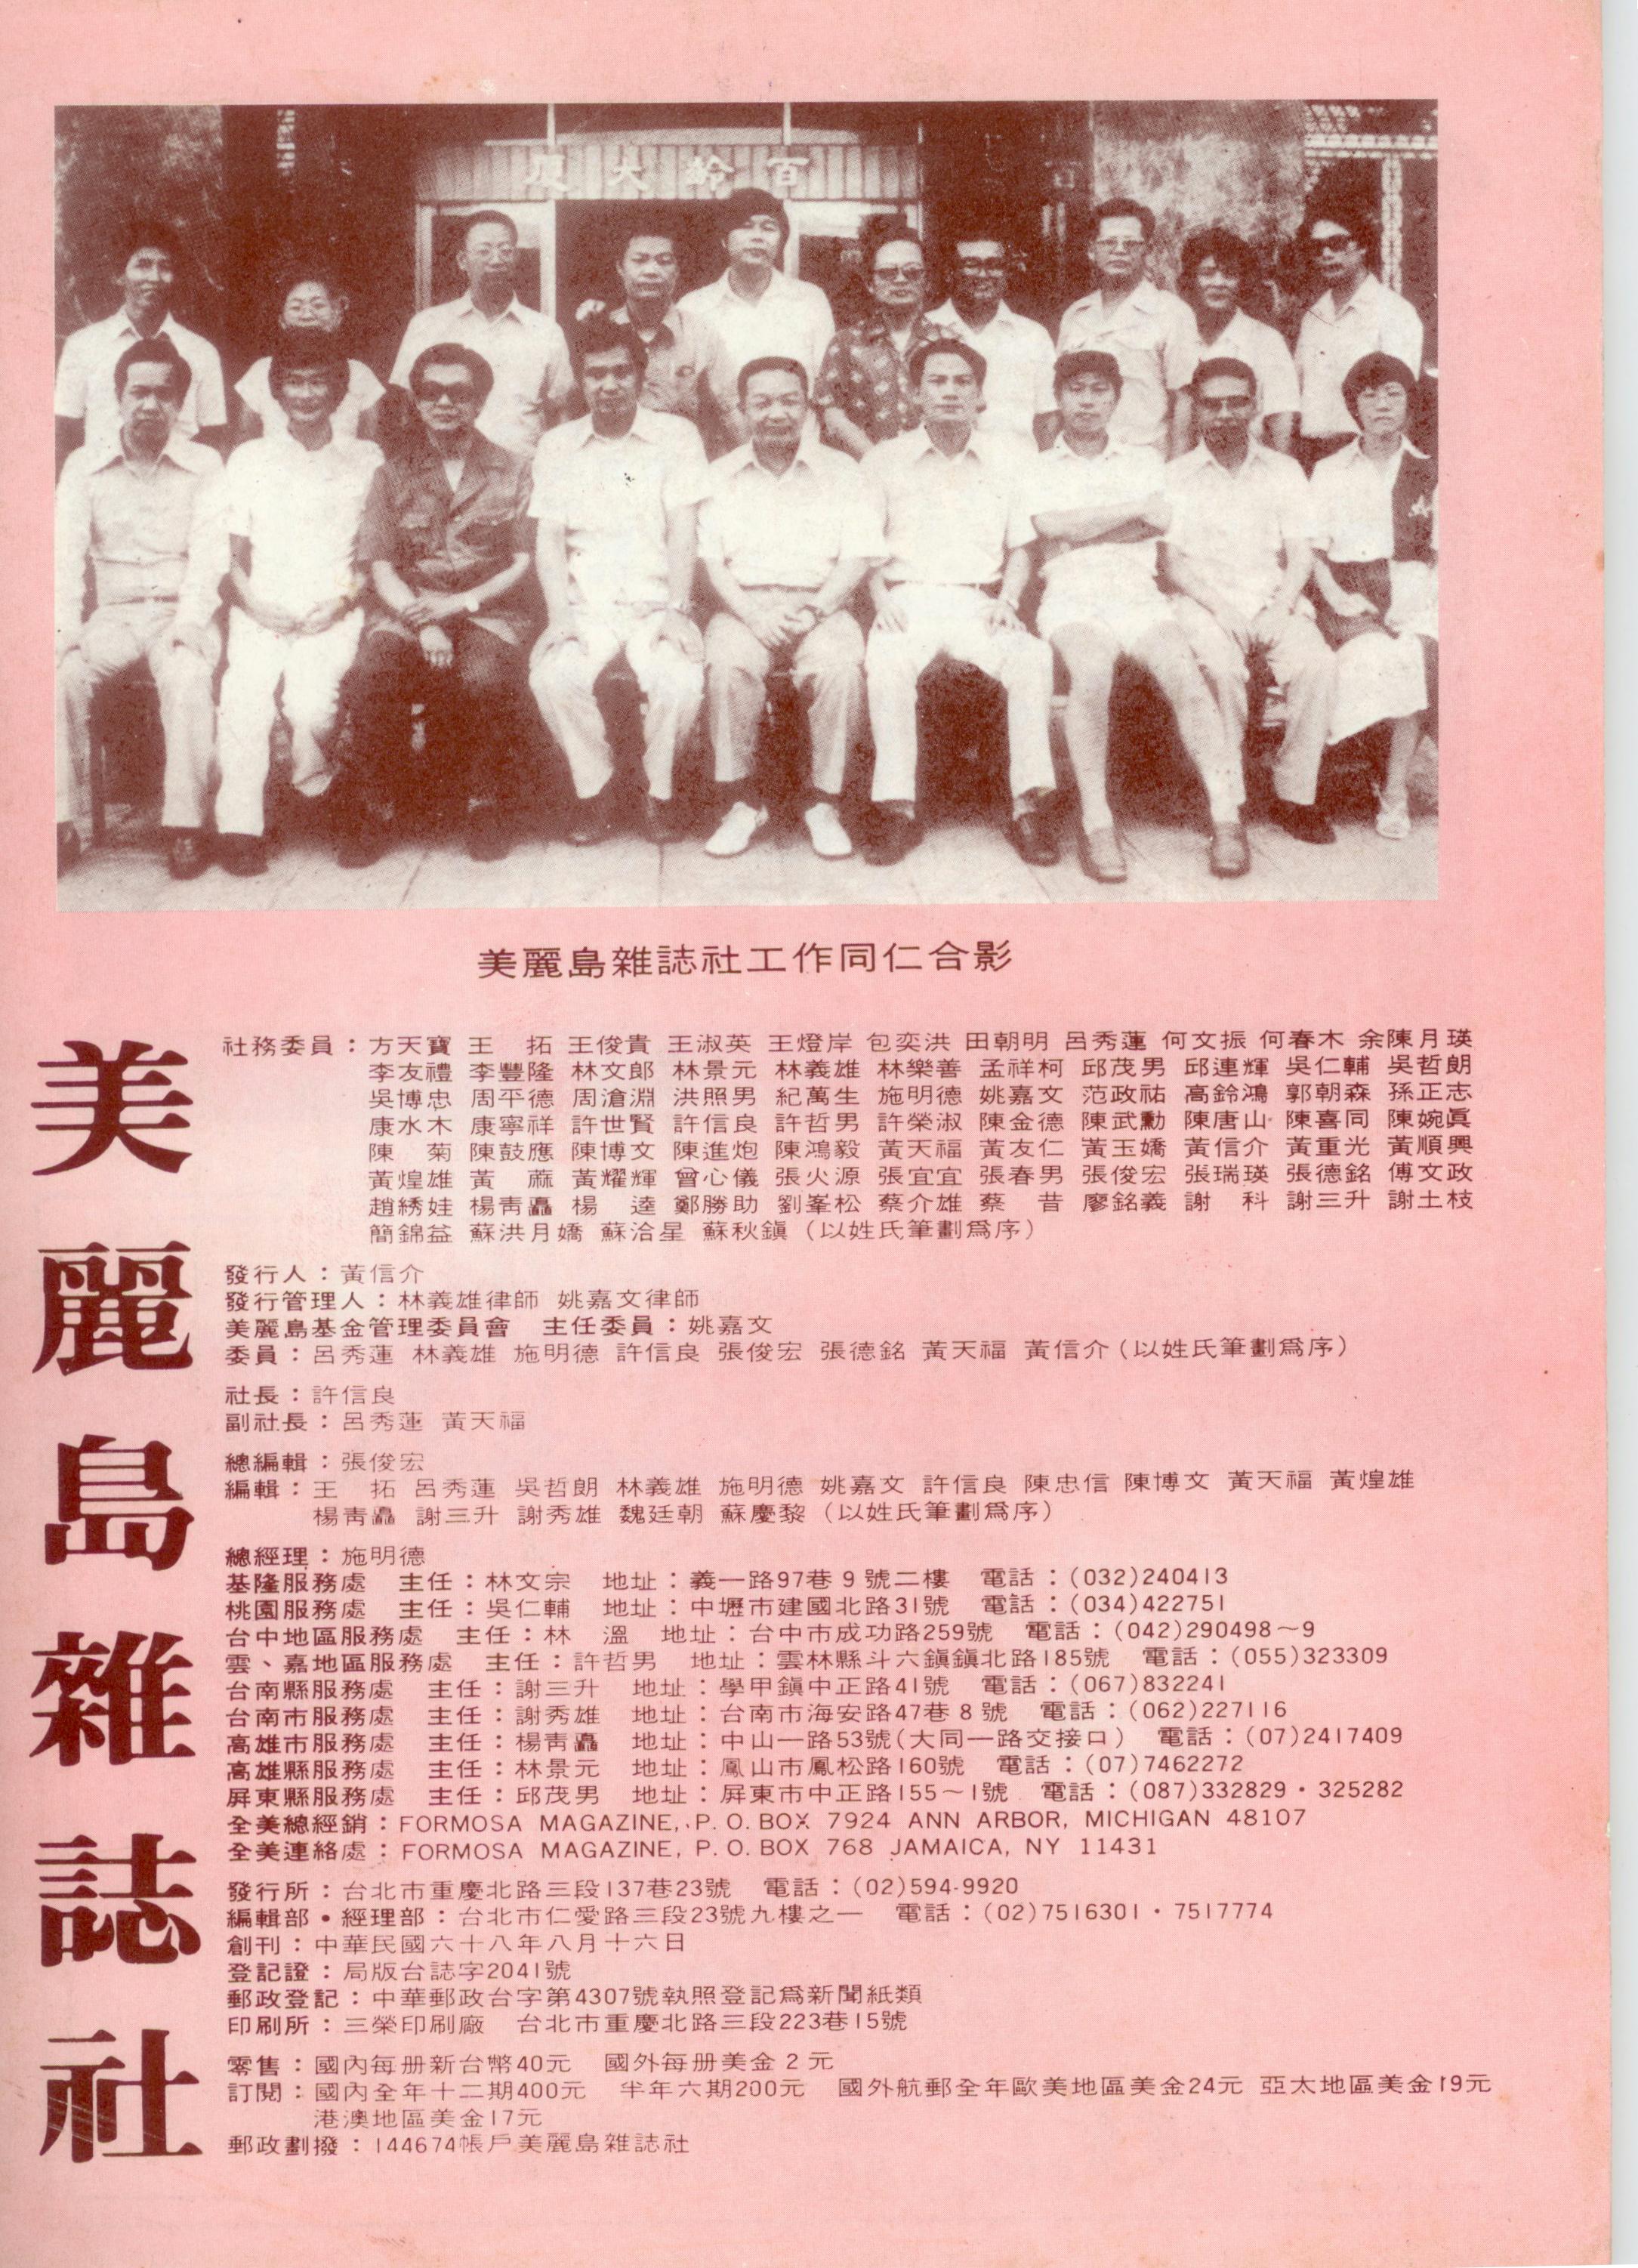 百齡大廈
美麗島雜誌社工作同仁合影
美麗島雜誌社
社務委員：方天寶 王　拓 王俊貴 王淑英 王燈岸 包奕洪 田朝明 呂秀蓮 何文振 何春木 余陳月瑛
李友禮 李豐隆 林文郎 林景元 林義雄 林樂善 孟祥柯 邱茂男 邱連輝 吳仁輔 吳哲朗
吳博忠 周平德 周滄淵 洪照男 紀萬生 施明德 姚嘉文 范政祐 高鈴鴻 郭朝森 孫正志
康水木 康寧祥 許世賢 許信良 許哲男 許榮淑 陳金德 陳武勳 陳唐山 陳喜同 陳婉眞
陳　菊 陳鼓應 陳博文 陳進炮 陳鴻毅 黃天福 黃友仁 黃玉嬌 黃信介 黃重光 黃順興
黃煌雄 黃　蔴 黃耀輝 曾心儀 張火源 張宜宜 張春男 張俊宏 張瑞瑛 張德銘 傅文政
趙綉娃 楊靑矗 楊　逵 鄭勝助 劉峯松 蔡介雄 蔡　昔 廖銘義 謝　科 謝三升 謝土枝
簡錦益 蘇洪月嬌 蘇洽星 蘇秋鎭（以姓氏筆劃爲序）
發行人：黃信介
發行管理人：林義雄律師 姚嘉文律師
美麗島基金管理委員會　主任委員：姚嘉文
委員：呂秀蓮 林義雄 施明德 許信良 張俊宏 張德銘 黃天福 黃信介（以姓氏筆劃爲序）
社長：許信良
副社長：呂秀蓮 黃天福
總編輯：張俊宏
編輯：王　拓 呂秀蓮 吳哲朗 林義雄 施明德 姚嘉文 許信良 陳忠信 陳博文 黃天福 黃煌雄
楊靑矗 謝三升 謝秀雄 魏廷朝 蘇慶黎（以姓氏筆劃爲序）
總經理：施明德
基隆服務處　主任：林文宗　地址：義一路97巷9號二樓　電話：(032)240413
桃園服務處　主任：吳仁輔　地址：中壢市建國北路31號　電話：(034)422751
台中地區服務處　主任：林　溫　地址：台中市成功路259號　電話：(042)290498～9
雲、嘉地區服務處　主任：許哲男　地址：雲林縣斗六鎮鎮北路185號　電話：(055)323309
台南縣服務處　主任：謝三升　地址：學甲鎮中正路41號　電話：(067)832241
台南市服務處　主任：謝秀雄　地址：台南市海安路47巷8號　電話：(062)227116
高雄市服務處　主任：楊靑矗　地址：中山一路53號(大同一路交接口)　電話：(07)2417409
高雄縣服務處　主任：林景元　地址：鳳山市鳳松路160號　電話：(07)7462272
屏東縣服務處　主任：邱茂男　地址：屏東市中正路155～1號　電話：(087)332829・325282
全美總經銷：FORMOSA MAGAZINE, P. O. BOX 7924 ANN ARBOR, MICHIGAN 48107
全美連絡處：FORMOSA MAGAZINE, P. O. BOX 768 JAMAICA, NY 11431
發行所：台北市重慶北路三段137巷23號　電話：(02)594-9920
編輯部・經理部：台北市仁愛路三段23號九樓之一　電話：(02)7516301・7517774
創刊：中華民國六十八年八月十六日
登記證：局版台誌字2041號
郵政登記：中華郵政台字第4307號執照登記爲新聞紙類
印刷所：三榮印刷廠　台北市重慶北路三段223巷15號
零售：國內每册新台幣40元　國外每册美金2元
訂閱：國內全年十二期400元　半年六期200元　國外航郵全年歐美地區美金24元 亞太地區美金19元
港澳地區美金17元
郵政劃撥：144674帳戶美麗島雜誌社